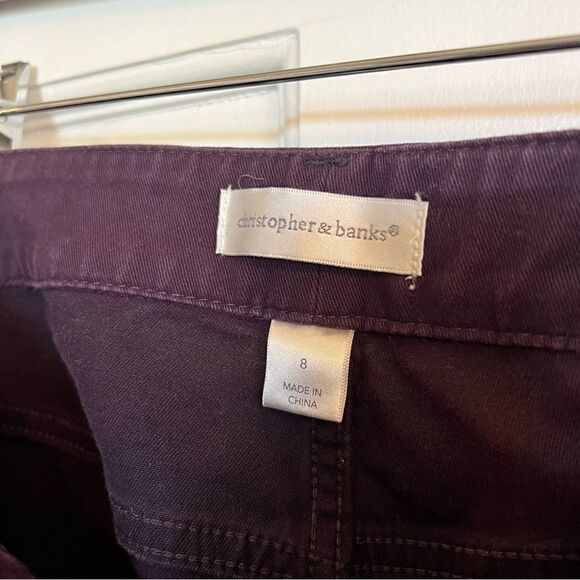 christopher & banks®
8
MADE IN
CHINA